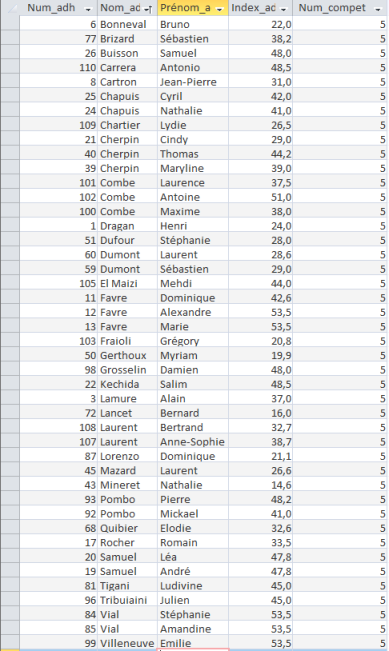 Num_adh Nom_ad Prénom_a Index_ad Num_compet
6 Bonneval Bruno 22,0 5
77 Brizard Sébastien 38,2 5
26 Buisson Samuel 48,0 5
110 Carrera Antonio 48,5 5
8 Cartron Jean-Pierre 31,0 5
25 Chapuis Cyril 42,0 5
24 Chapuis Nathalie 41,0 5
109 Chartier Lydie 26,5 5
21 Cherpin Cindy 29,0 5
40 Cherpin Thomas 44,2 5
39 Cherpin Maryline 39,0 5
101 Combe Laurence 37,5 5
102 Combe Antoine 51,0 5
100 Combe Maxime 38,0 5
1 Dragan Henri 24,0 5
51 Dufour Stéphanie 28,0 5
60 Dumont Laurent 28,6 5
59 Dumont Sébastien 29,0 5
105 El Maizi Mehdi 44,0 5
11 Favre Dominique 42,6 5
12 Favre Alexandre 53,5 5
13 Favre Marie 53,5 5
103 Fraioli Grégory 20,8 5
50 Gerthoux Myriam 19,9 5
98 Grosselin Damien 48,0 5
22 Kechida Salim 48,5 5
3 Lamure Alain 37,0 5
72 Lancet Bernard 16,0 5
108 Laurent Bertrand 32,7 5
107 Laurent Anne-Sophie 38,7 5
87 Lorenzo Dominique 21,1 5
45 Mazard Laurent 26,6 5
43 Mineret Nathalie 14,6 5
93 Pombo Pierre 48,2 5
92 Pombo Mickael 41,0 5
68 Quibier Elodie 32,6 5
17 Rocher Romain 33,5 5
20 Samuel Léa 47,8 5
19 Samuel André 47,8 5
81 Tigani Ludivine 45,0 5
96 Tribuiaini Julien 45,0 5
84 Vial Stéphanie 53,5 5
85 Vial Amandine 53,5 5
99 Villeneuve Emilie 53,5 5